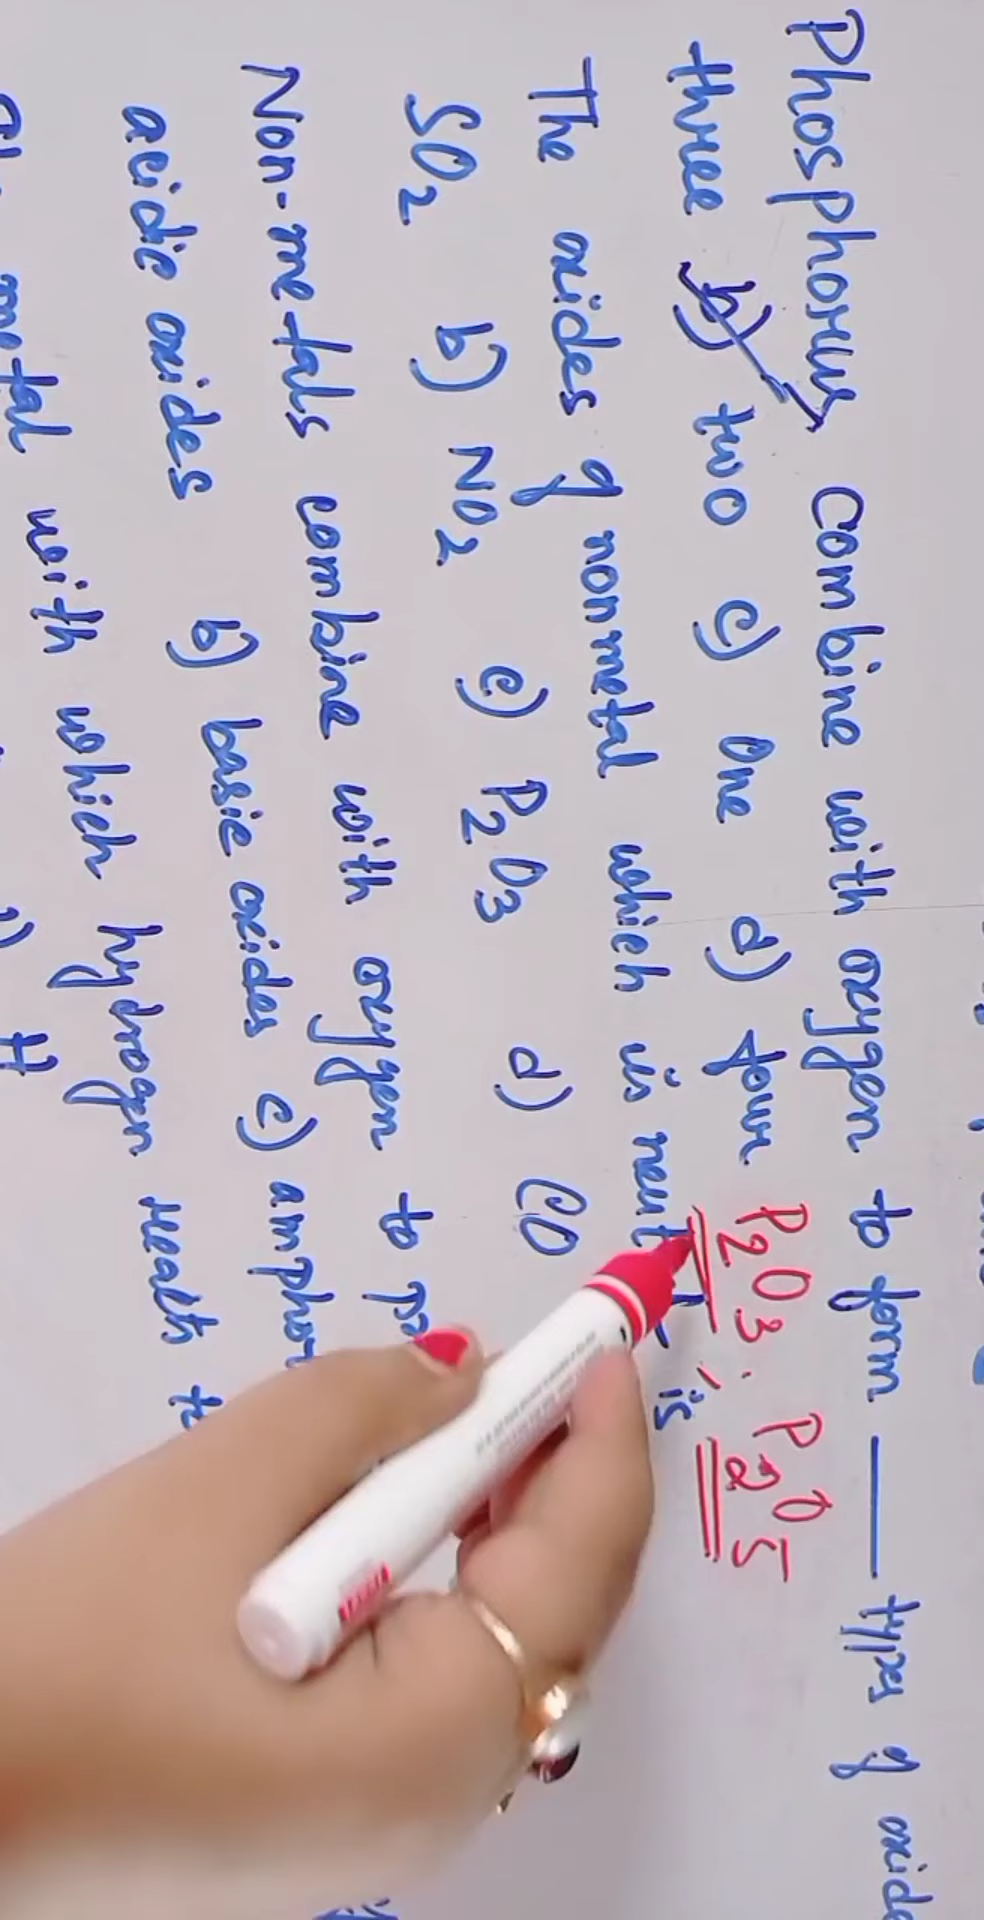 Phosphorus combine with oxygen to form ___ types of oxide
three b) two c) one d) four P2O3, P2O5
The oxides of nonmetal which is neut is
SO2 b) NO2 c) P2O3 d) CO
Non-metals combine with oxygen to
acidic oxides b) basic oxides c) amphor
metal with which hydrogen reacts to